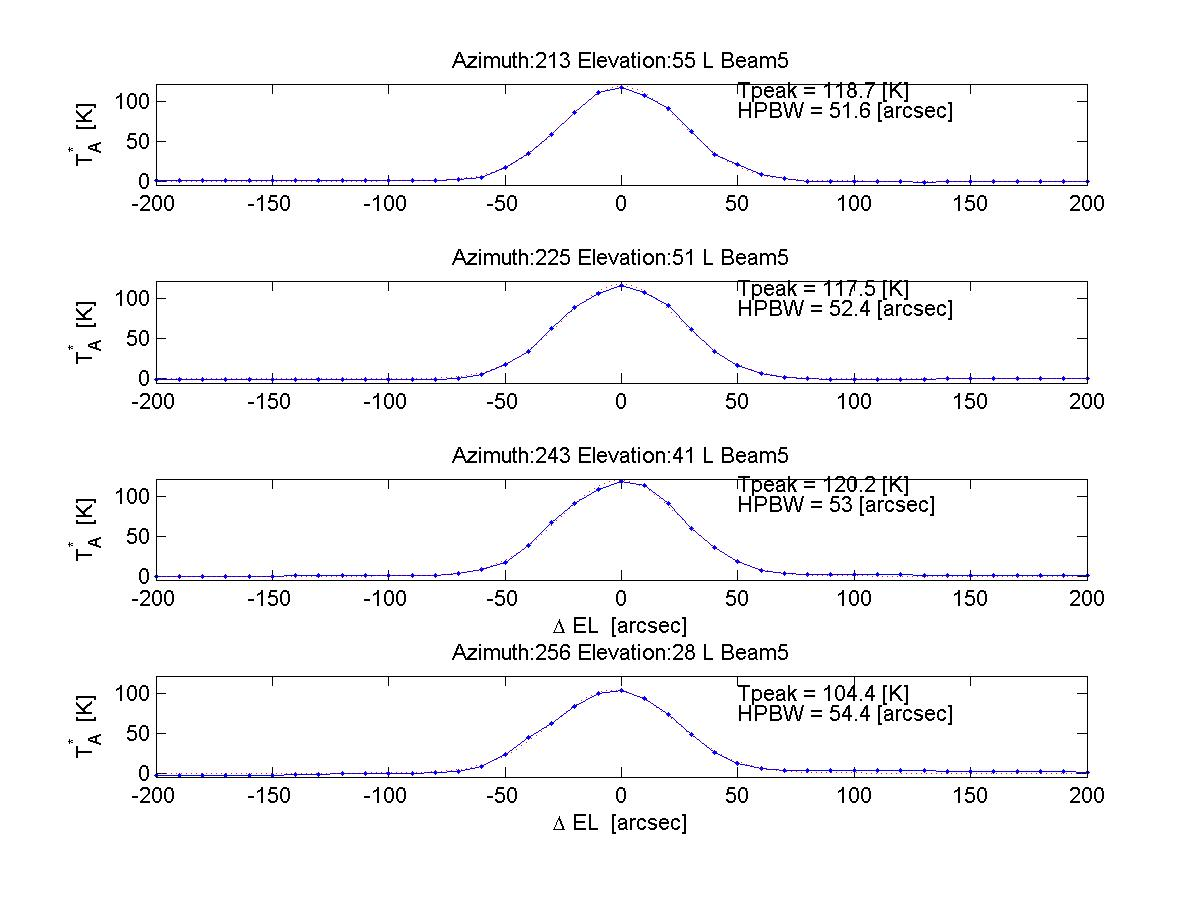 Azimuth:213 Elevation:55 L Beam5
Tpeak = 118.7 [K]
HPBW = 51.6 [arcsec]
T*A [K]
100
50
0
-200 -150 -100 -50 0 50 100 150 200
Azimuth:225 Elevation:51 L Beam5
Tpeak = 117.5 [K]
HPBW = 52.4 [arcsec]
T*A [K]
100
50
0
-200 -150 -100 -50 0 50 100 150 200
Azimuth:243 Elevation:41 L Beam5
Tpeak = 120.2 [K]
HPBW = 53 [arcsec]
T*A [K]
100
50
0
-200 -150 -100 -50 0 50 100 150 200
Δ EL [arcsec]
Azimuth:256 Elevation:28 L Beam5
Tpeak = 104.4 [K]
HPBW = 54.4 [arcsec]
T*A [K]
100
50
0
-200 -150 -100 -50 0 50 100 150 200
Δ EL [arcsec]